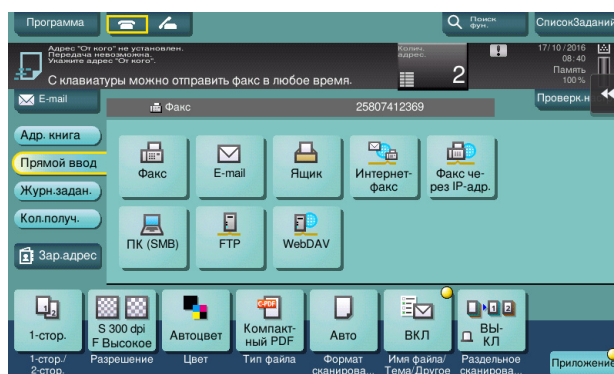 Программа
Поиск
фун.
СписокЗаданий
Адрес "От кого" не установлен.
Передача невозможна.
Укажите адрес "От кого".
С клавиатуры можно отправить факс в любое время.
Колич.
адрес.
2
17/10/2016
08:40
Память
100%
E-mail
Факс 25807412369
Проверк.н
Адр. книга
Прямой ввод
Журн.задан.
Кол.получ.
Зар.адрес
Факс
E-mail
Ящик
Интернет-
факс
Факс че-
рез IP-адр.
ПК (SMB)
FTP
WebDAV
1-стор.
S 300 dpi
F Высокое
Автоцвет
Компакт-
ный PDF
Авто
ВКЛ
ВЫ-
КЛ
1-стор./
2-стор.
Разрешение
Цвет
Тип файла
Формат
сканирова...
Имя файла/
Тема/Другое
Раздельное
сканирова...
Приложение